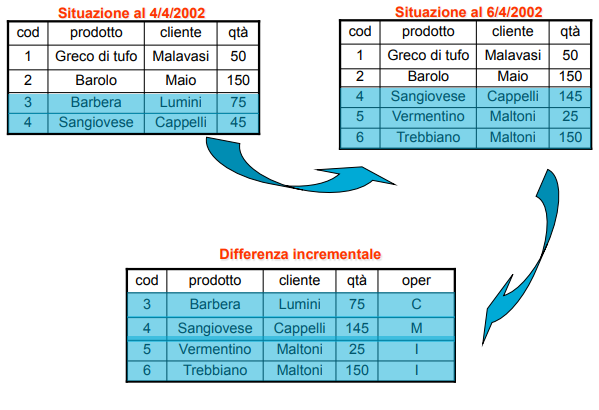 Situazione al 4/4/2002
cod prodotto cliente qtà
1 Greco di tufo Malavasi 50
2 Barolo Maio 150
3 Barbera Lumini 75
4 Sangiovese Cappelli 45
Situazione al 6/4/2002
cod prodotto cliente qtà
1 Greco di tufo Malavasi 50
2 Barolo Maio 150
4 Sangiovese Cappelli 145
5 Vermentino Maltoni 25
6 Trebbiano Maltoni 150
Differenza incrementale
cod prodotto cliente qtà oper
3 Barbera Lumini 75 C
4 Sangiovese Cappelli 145 M
5 Vermentino Maltoni 25 I
6 Trebbiano Maltoni 150 I